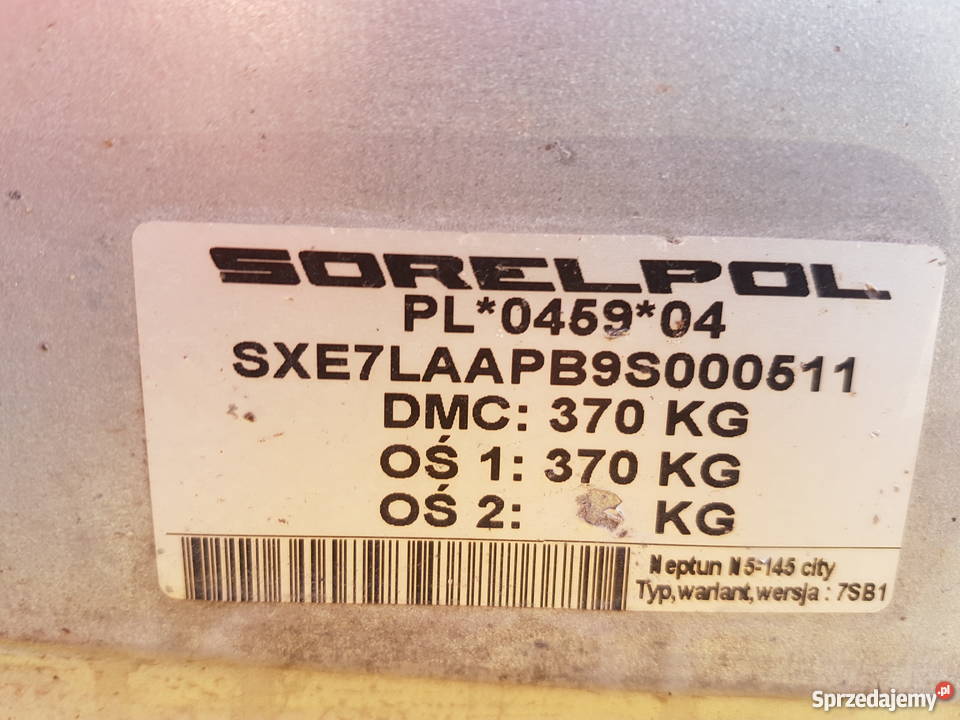 SORELPOL
PL*0459*04
SXE7LAAPB9S000511
DMC: 370 KG
OŚ 1: 370 KG
OŚ 2: KG
Neptun N5-145 city
Typ,wariant,wersja : 7SB1
Sprzedajemy.pl